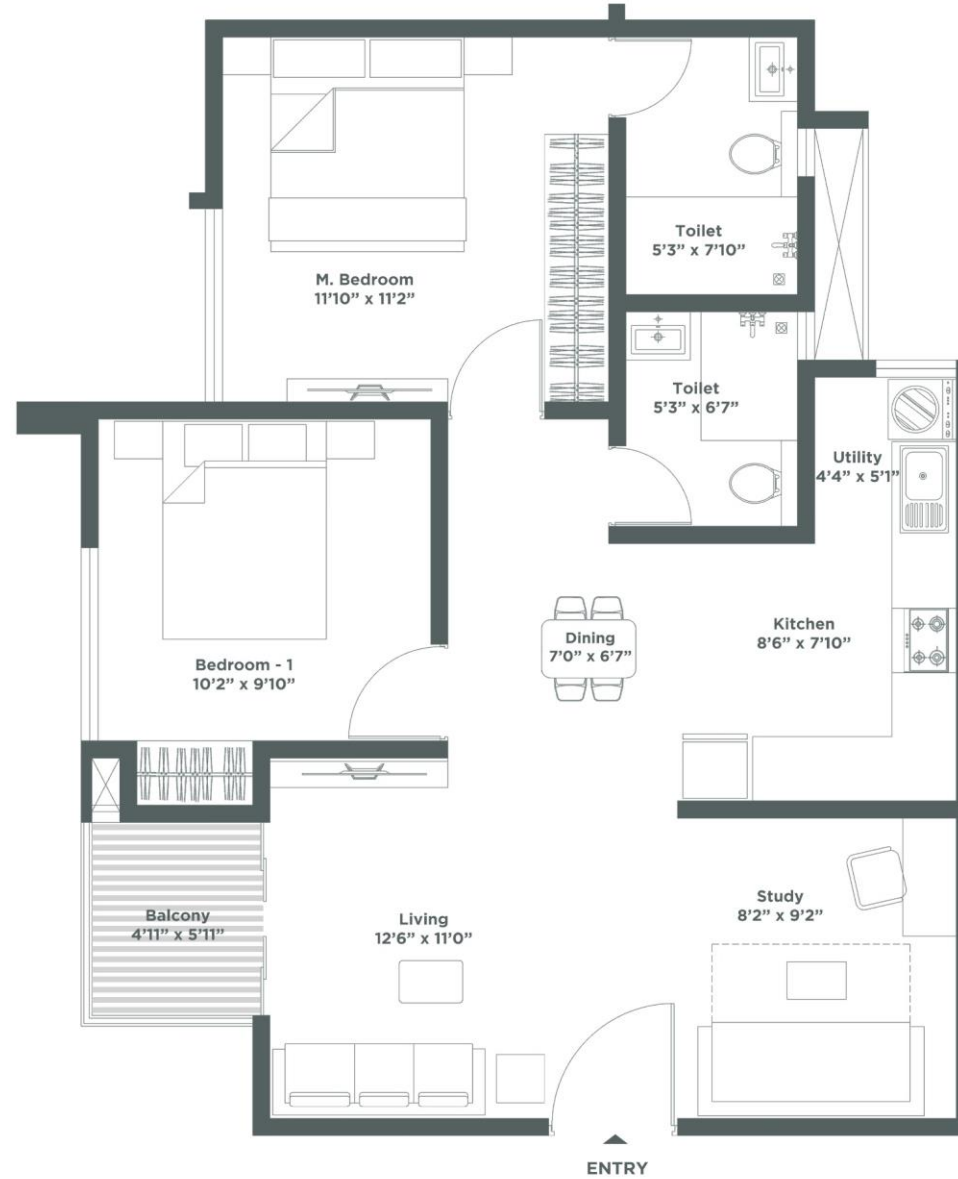 Toilet
5'3” x 7'10”
M. Bedroom
11'10” x 11'2”
Toilet
5'3” x 6'7”
Utility
4'4” x 5'1”
Dining
7'0” x 6'7”
Kitchen
8'6” x 7'10”
Bedroom - 1
10'2” x 9'10”
Balcony
4'11” x 5'11”
Living
12'6” x 11'0”
Study
8'2” x 9'2”
ENTRY